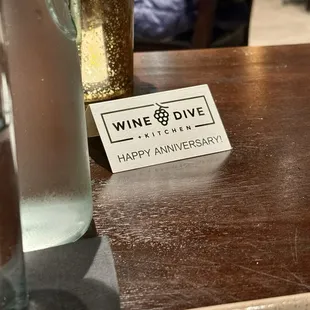 WINE DIVE
+ KITCHEN
HAPPY ANNIVERSARY!